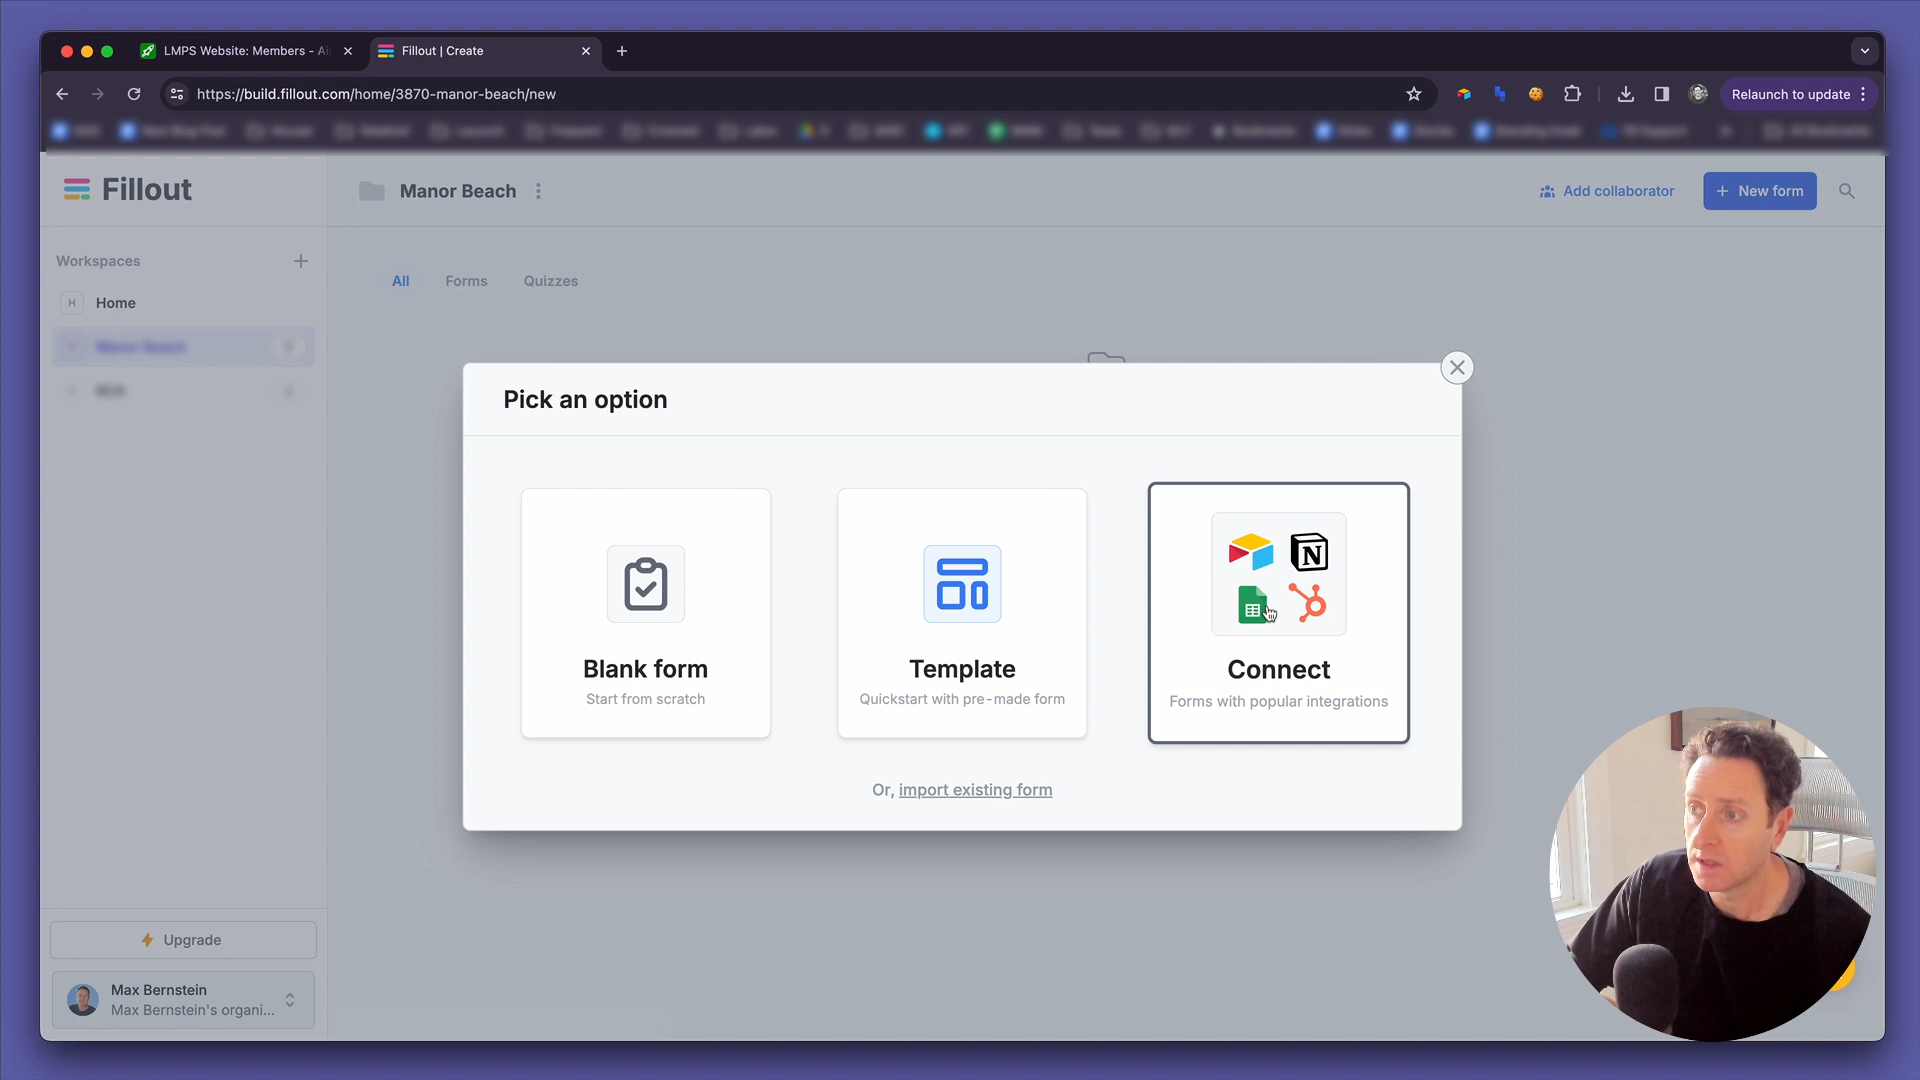 LMPS Website: Members - Ai
Fillout | Create
https://build.fillout.com/home/3870-manor-beach/new
Relaunch to update
Fillout
Manor Beach
Add collaborator
New form
Workspaces
All
Forms
Quizzes
H
Home
Manor Beach
Pick an option
N
Blank form
Start from scratch
Template
Quickstart with pre-made form
Connect
Forms with popular integrations
Or, import existing form
Upgrade
Max Bernstein
Max Bernstein's organi...